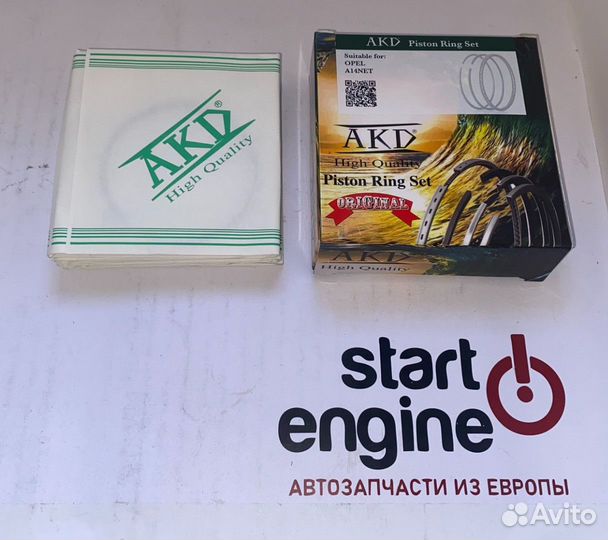 AKD®
High Quality
AKD Piston Ring Set
Suitable for:
OPEL
A14NET
AKD
High Quality
Piston Ring Set
ORIGINAL
AKD
High Quality
start
engine
АВТОЗАПЧАСТИ ИЗ ЕВРОПЫ
Avito